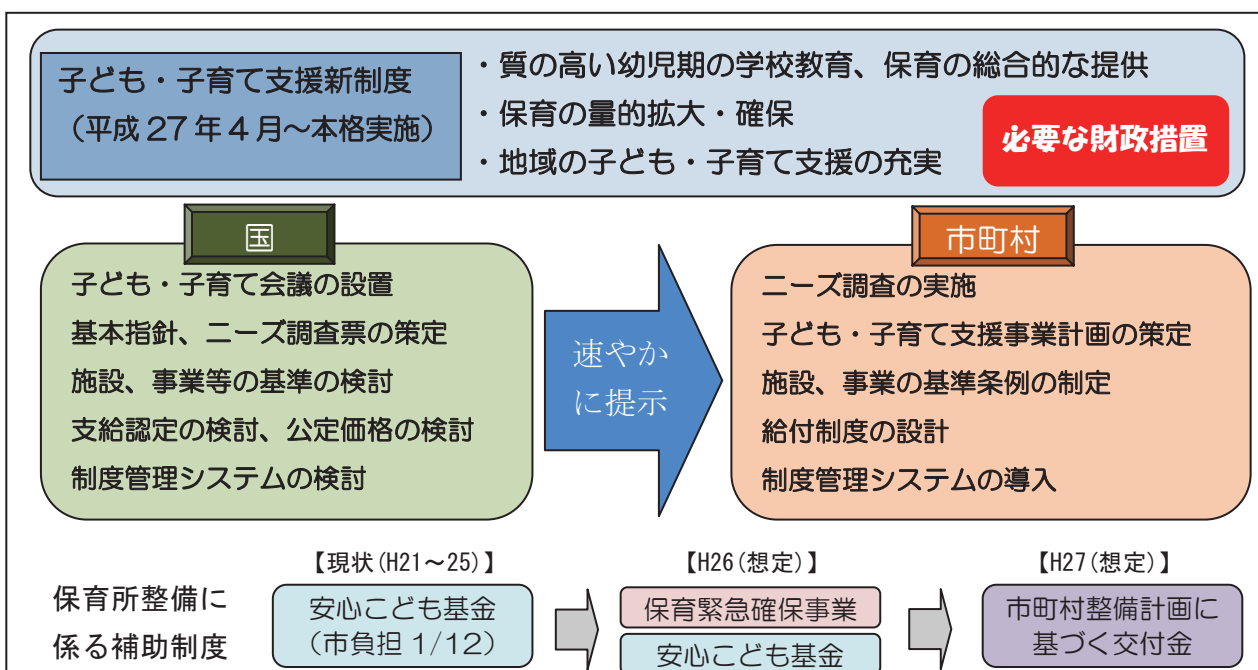 子ども・子育て支援新制度
（平成27年4月～本格実施）
・質の高い幼児期の学校教育、保育の総合的な提供
・保育の量的拡大・確保
・地域の子ども・子育て支援の充実
必要な財政措置
国
子ども・子育て会議の設置
基本指針、ニーズ調査票の策定
施設、事業等の基準の検討
支給認定の検討、公定価格の検討
制度管理システムの検討
速やか
に提示
市町村
ニーズ調査の実施
子ども・子育て支援事業計画の策定
施設、事業の基準条例の制定
給付制度の設計
制度管理システムの導入
保育所整備に
係る補助制度
【現状(H21～25)】
安心こども基金
（市負担 1/12）
【H26(想定)】
保育緊急確保事業
安心こども基金
【H27(想定)】
市町村整備計画に
基づく交付金